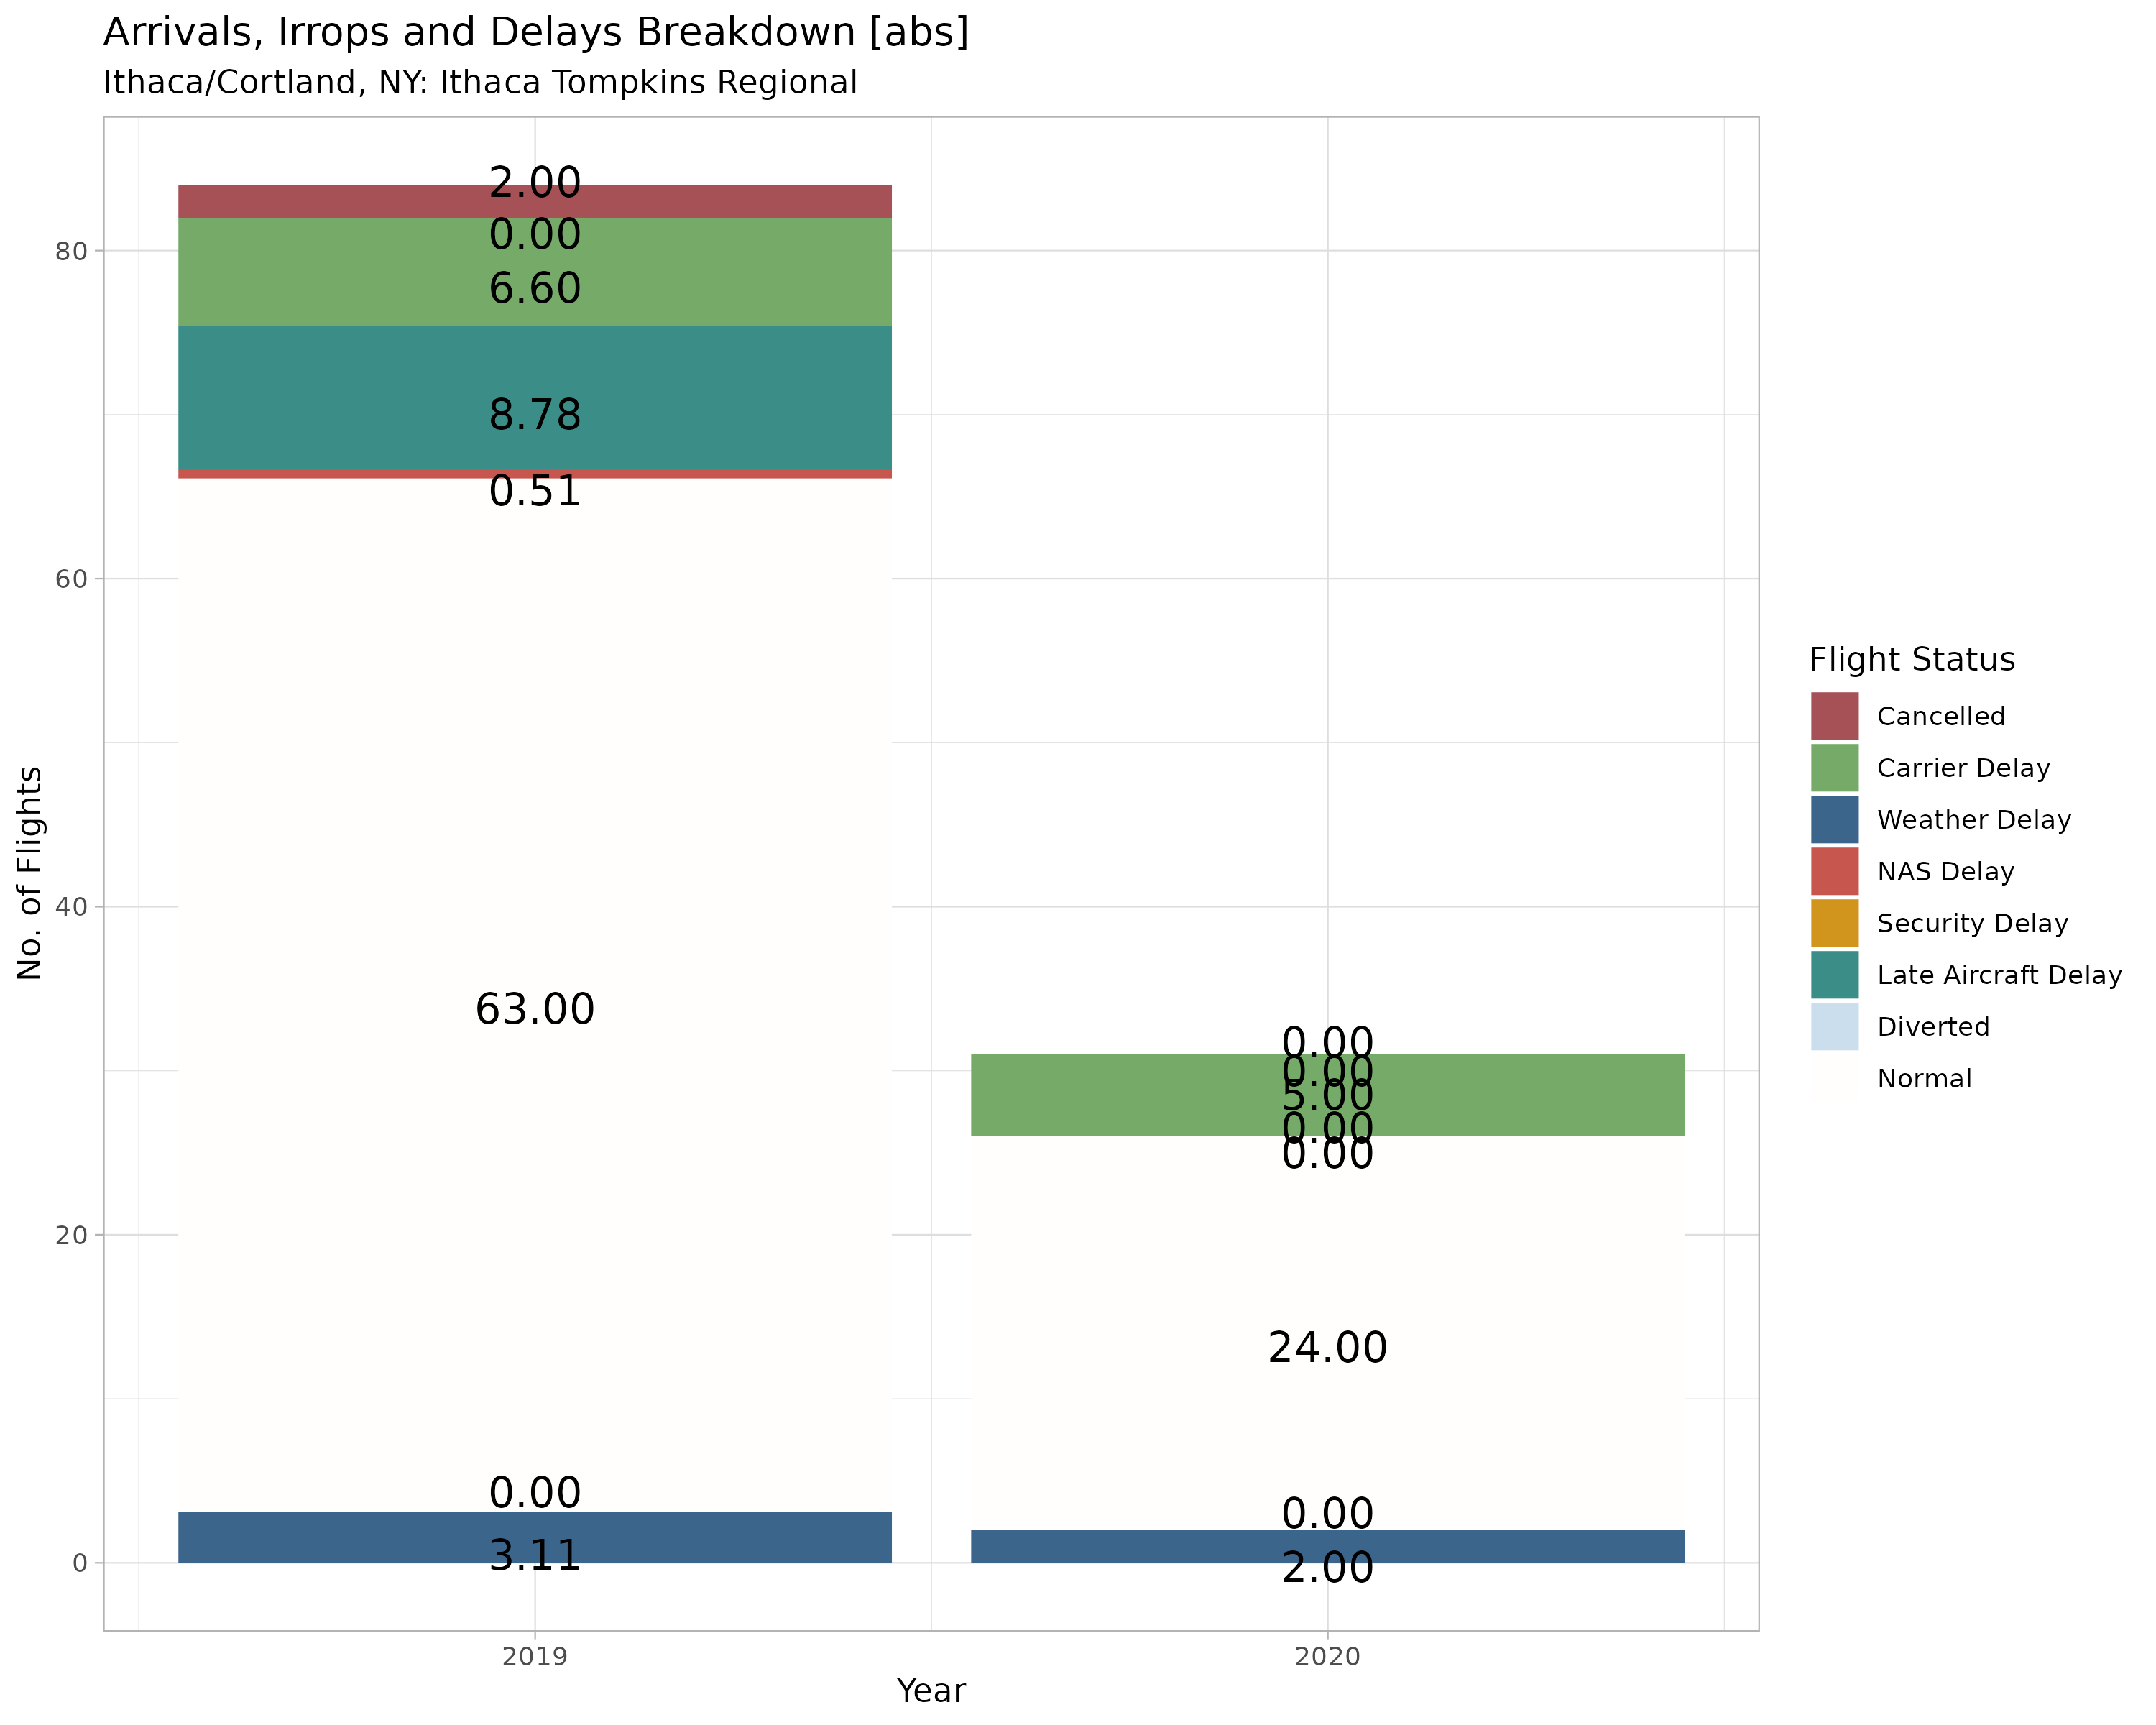 Arrivals, Irrops and Delays Breakdown [abs]
Ithaca/Cortland, NY: Ithaca Tompkins Regional
No. of Flights
80
60
40
20
0
2.00
0.00
6.60
8.78
0.51
63.00
0.00
3.11
0.00
0.00
5.00
0.00
0.00
24.00
0.00
2.00
2019
2020
Year
Flight Status
Cancelled
Carrier Delay
Weather Delay
NAS Delay
Security Delay
Late Aircraft Delay
Diverted
Normal